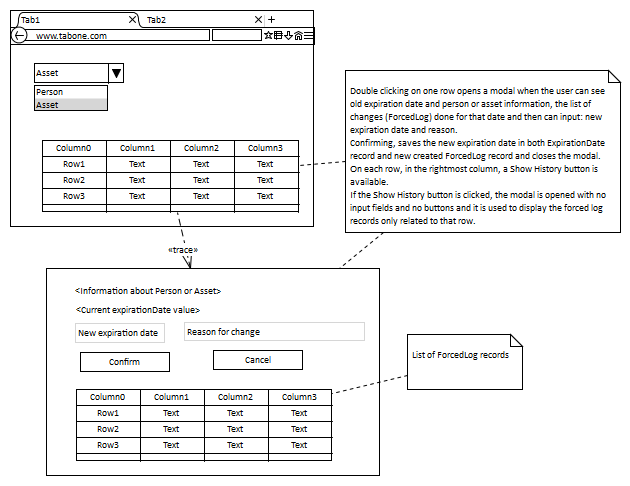 Tab1
Tab2
+
www.tabone.com
Asset
Person
Asset
Column0 Column1 Column2 Column3
Row1 Text Text Text
Row2 Text Text Text
Row3 Text Text Text
Double clicking on one row opens a modal when the user can see
old expiration date and person or asset information, the list of
changes (ForcedLog) done for that date and then can input: new
expiration date and reason.
Confirming, saves the new expiration date in both ExpirationDate
record and new created ForcedLog record and closes the modal.
On each row, in the rightmost column, a Show History button is
available.
If the Show History button is clicked, the modal is opened with no
input fields and no buttons and it is used to display the forced log
records only related to that row.
«trace»
<Information about Person or Asset>
<Current expirationDate value>
New expiration date
Reason for change
Confirm
Cancel
List of ForcedLog records
Column0 Column1 Column2 Column3
Row1 Text Text Text
Row2 Text Text Text
Row3 Text Text Text